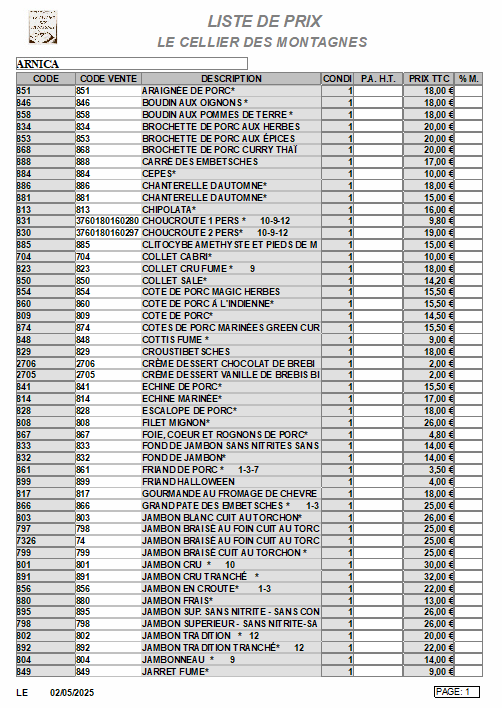 LISTE DE PRIX
LE CELLIER DES MONTAGNES
ARNICA
CODE CODE VENTE DESCRIPTION CONDI P.A. H.T. PRIX TTC % M.
851 851 ARAIGNÉE DE PORC* 1 18,00 €
846 846 BOUDIN AUX OIGNONS * 1 18,00 €
858 858 BOUDIN AUX POMMES DE TERRE * 1 18,00 €
834 834 BROCHETTE DE PORC AUX HERBES 1 20,00 €
853 853 BROCHETTE DE PORC AUX ÉPICES 1 20,00 €
868 868 BROCHETTE DE PORC CURRY THAÏ 1 20,00 €
888 888 CARRÉ DES EMBETSCHES 1 17,00 €
884 884 CEPES* 1 10,00 €
886 886 CHANTERELLE D'AUTOMNE* 1 18,00 €
881 881 CHANTERELLE D'AUTOMNE* 1 15,00 €
813 813 CHIPOLATA* 1 16,00 €
831 3760180160280 CHOUCROUTE 1 PERS * 10-9-12 1 9,80 €
830 3760180160297 CHOUCROUTE 2 PERS* 10-9-12 1 19,00 €
885 885 CLITOCYBE AMETHYSTE ET PIEDS DE M 1 15,00 €
704 704 COLLET CABRI* 1 10,00 €
823 823 COLLET CRU FUME * 9 1 18,00 €
850 850 COLLET SALE* 1 14,20 €
854 854 COTE DE PORC MAGIC HERBES 1 15,50 €
860 860 COTE DE PORC À L'INDIENNE* 1 15,50 €
809 809 COTE DE PORC* 1 14,50 €
874 874 COTES DE PORC MARINÉES GREEN CUR 1 15,50 €
848 848 COTTIS FUME * 1 9,00 €
829 829 CROUSTIBETSCHES 1 18,00 €
2706 2706 CRÈME DESSERT CHOCOLAT DE BREBI 1 2,00 €
2705 2705 CRÈME DESSERT VANILLE DE BREBIS BI 1 2,00 €
841 841 ECHINE DE PORC* 1 15,50 €
814 814 ECHINE MARINÉE* 1 17,00 €
828 828 ESCALOPE DE PORC* 1 18,00 €
808 808 FILET MIGNON* 1 26,00 €
867 867 FOIE, COEUR ET ROGNONS DE PORC* 1 4,80 €
833 833 FOND DE JAMBON SANS NITRITES SANS 1 14,00 €
832 832 FOND DE JAMBON* 1 14,00 €
861 861 FRIAND DE PORC * 1-3-7 1 3,50 €
899 899 FRIAND HALLOWEEN 1 4,00 €
817 817 GOURMANDE AU FROMAGE DE CHEVRE 1 18,00 €
866 866 GRAND PATE DES EMBETSCHES * 1-3 1 25,00 €
803 803 JAMBON BLANC CUIT AU TORCHON* 1 26,00 €
797 798 JAMBON BRAISÉ AU FOIN CUIT AU TORC 1 25,00 €
7326 74 JAMBON BRAISÉ AU FOIN CUIT AU TORC 1 25,00 €
799 799 JAMBON BRAISÉ CUIT AU TORCHON * 1 25,00 €
801 801 JAMBON CRU * 10 1 30,00 €
891 891 JAMBON CRU TRANCHÉ * 1 32,00 €
856 856 JAMBON EN CROUTE* 1-3 1 22,00 €
880 880 JAMBON FRAIS* 1 13,00 €
895 895 JAMBON SUP. SANS NITRITE - SANS CON 1 26,00 €
798 798 JAMBON SUPERIEUR - SANS NITRITE-SA 1 26,00 €
802 802 JAMBON TRADITION * 12 1 20,00 €
892 892 JAMBON TRADITION TRANCHÉ* 12 1 22,00 €
804 804 JAMBONNEAU * 9 1 14,00 €
849 849 JARRET FUME* 1 9,00 €
LE 02/05/2025 PAGE: 1